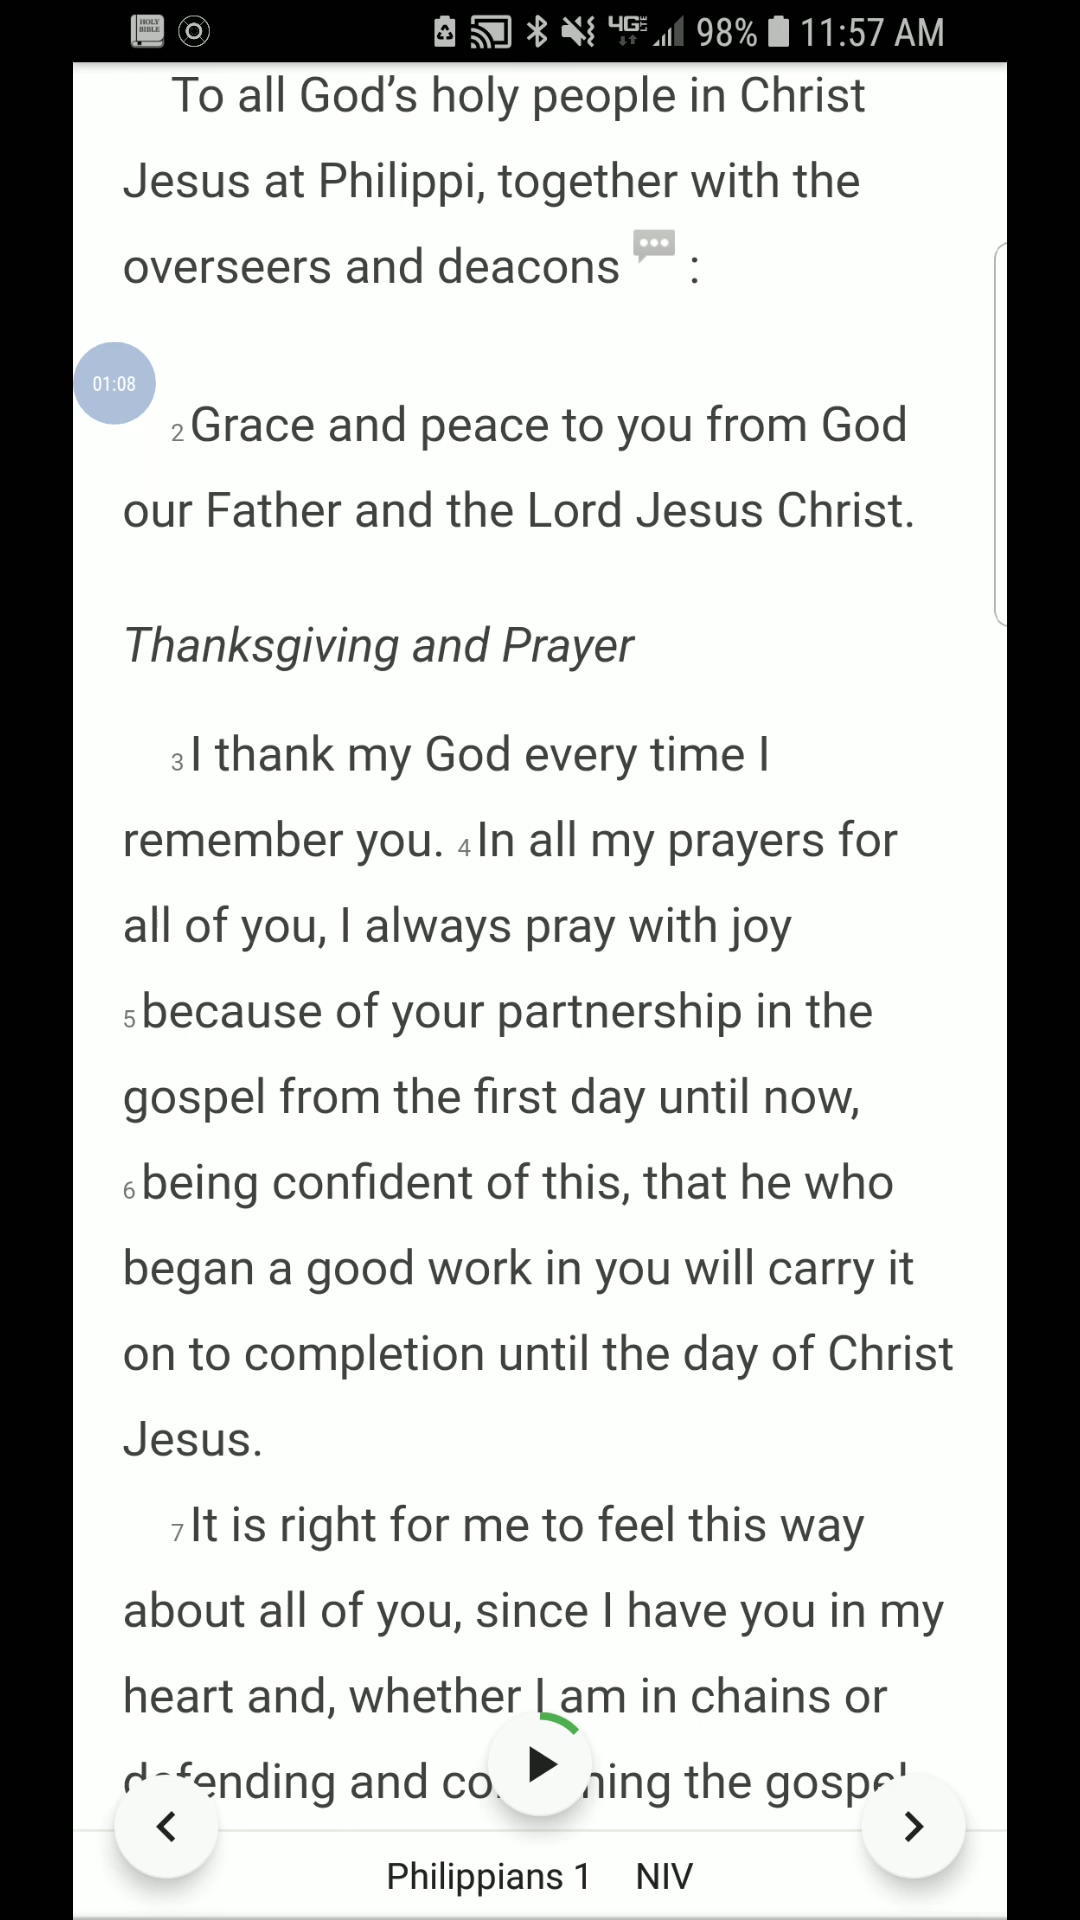 HOLY BIBLE 4G LTE 98% 11:57 AM
To all God’s holy people in Christ
Jesus at Philippi, together with the
overseers and deacons :
01:08
2 Grace and peace to you from God
our Father and the Lord Jesus Christ.
Thanksgiving and Prayer
3 I thank my God every time I
remember you. 4 In all my prayers for
all of you, I always pray with joy
5 because of your partnership in the
gospel from the first day until now,
6 being confident of this, that he who
began a good work in you will carry it
on to completion until the day of Christ
Jesus.
7 It is right for me to feel this way
about all of you, since I have you in my
heart and, whether I am in chains or
and the
Philippians 1 NIV